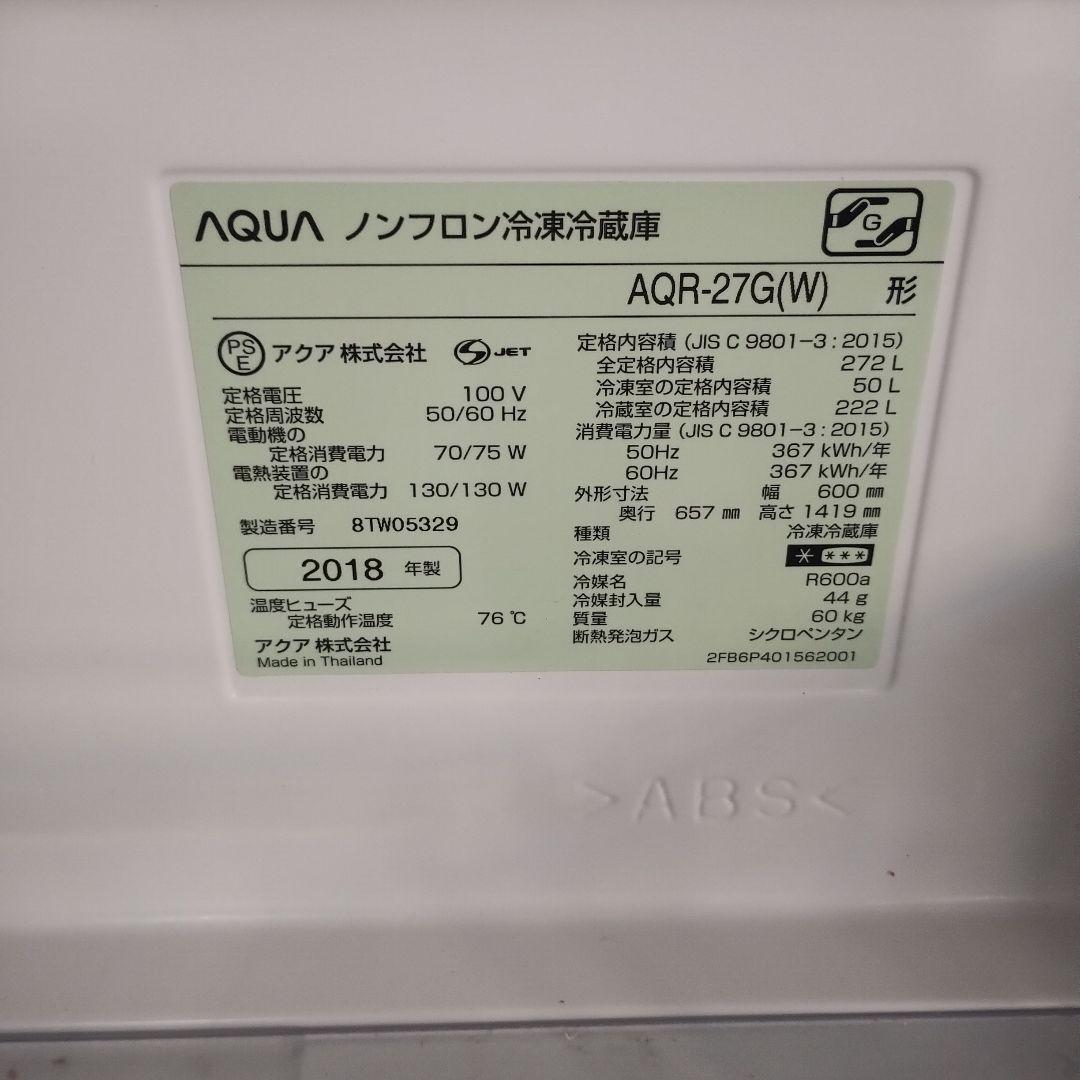 AQUA ノンフロン冷凍冷蔵庫
G
AQR-27G(W) 形
PSE アクア 株式会社 S JET
定格電圧 100 V
定格周波数 50/60 Hz
電動機の
定格消費電力 70/75 W
電熱装置の
定格消費電力 130/130 W
製造番号 8TW05329
2018 年製
温度ヒューズ
定格動作温度 76 ℃
アクア 株式会社
Made in Thailand
定格内容積 (JIS C 9801-3 : 2015)
全定格内容積 272 L
冷凍室の定格内容積 50 L
冷蔵室の定格内容積 222 L
消費電力量 (JIS C 9801-3 : 2015)
50Hz 367 kWh/年
60Hz 367 kWh/年
外形寸法 幅 600 ㎜
奥行 657 ㎜ 高さ 1419 ㎜
種類 冷凍冷蔵庫
冷凍室の記号 * ***
冷媒名 R600a
冷媒封入量 44 g
質量 60 kg
断熱発泡ガス シクロペンタン
2FB6P401562001
>ABS<